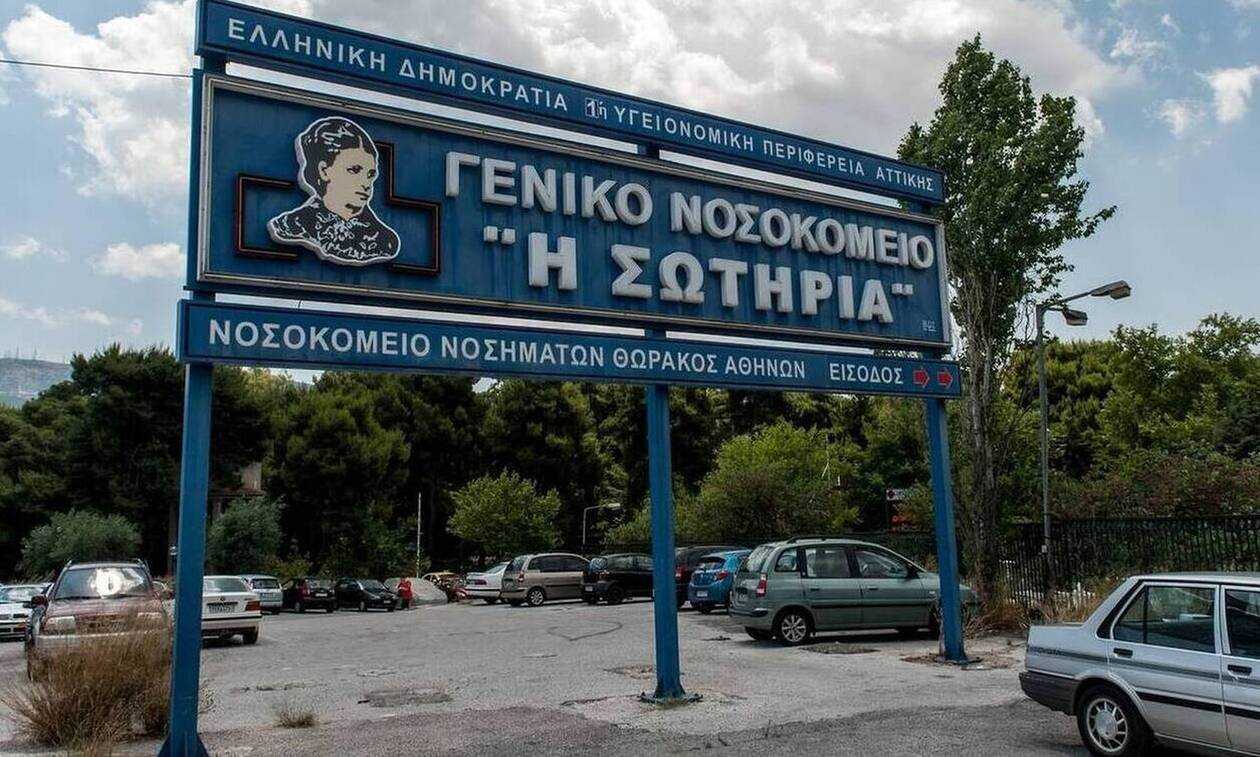 ΕΛΛΗΝΙΚΗ ΔΗΜΟΚΡΑΤΙΑ 1η ΥΓΕΙΟΝΟΜΙΚΗ ΠΕΡΙΦΕΡΕΙΑ ΑΤΤΙΚΗΣ
ΓΕΝΙΚΟ ΝΟΣΟΚΟΜΕΙΟ
"Η ΣΩΤΗΡΙΑ"
ΝΟΣΟΚΟΜΕΙΟ ΝΟΣΗΜΑΤΩΝ ΘΩΡΑΚΟΣ ΑΘΗΝΩΝ ΕΙΣΟΔΟΣ